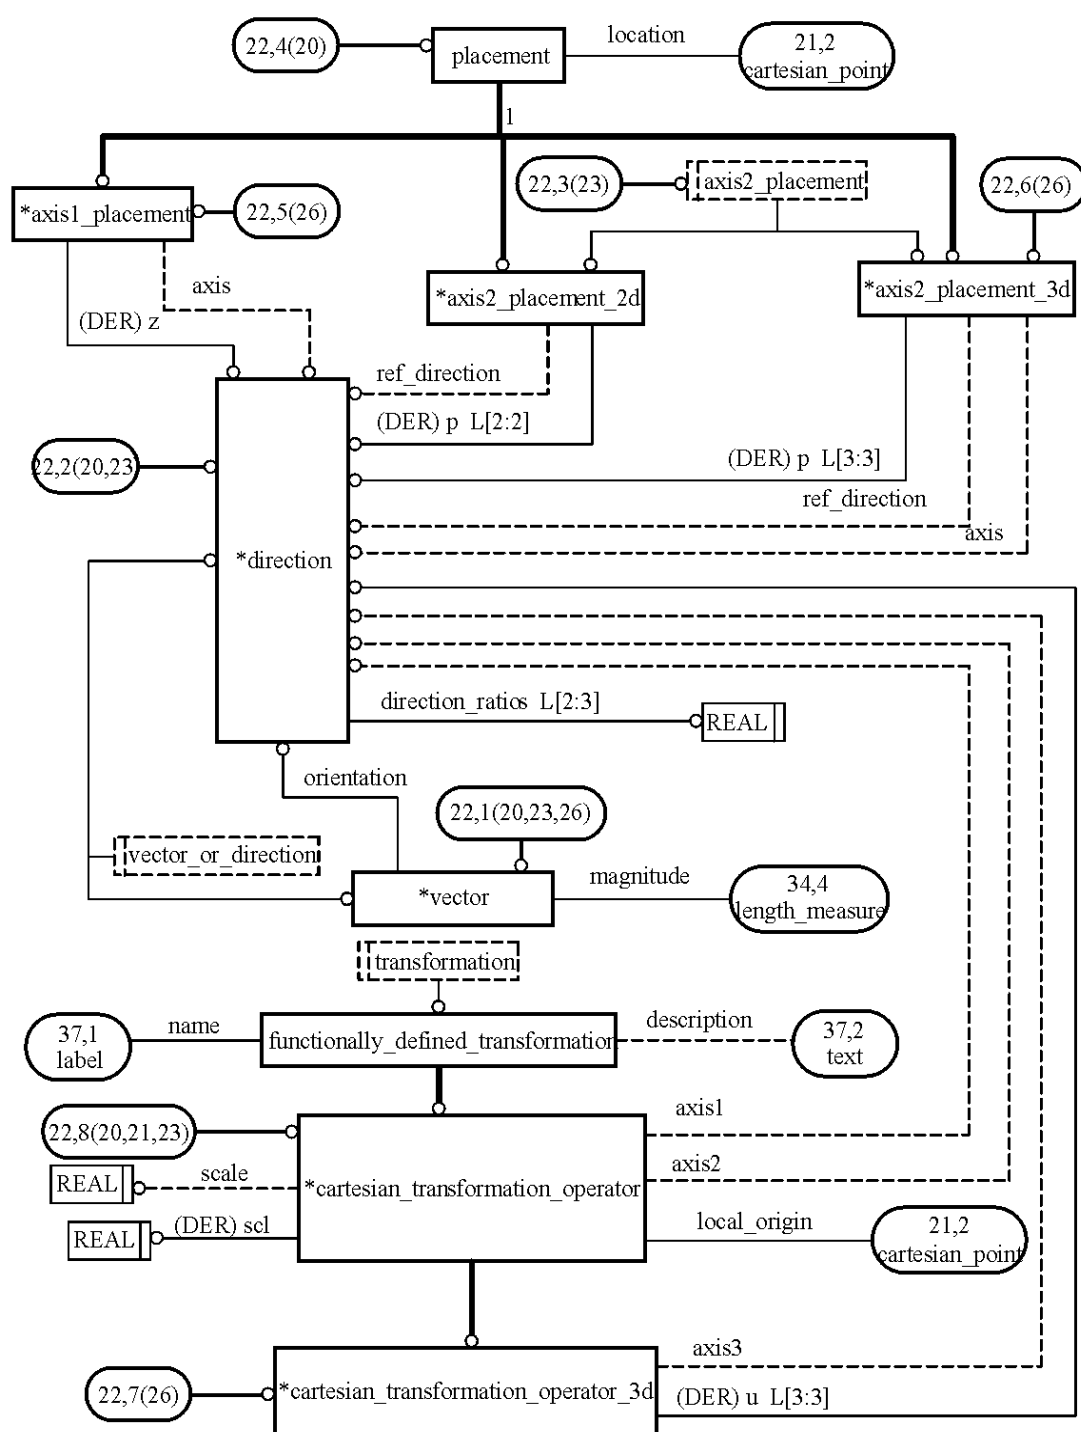 22,4(20)
placement
location
21,2
cartesian_point
1
22,3(23)
axis2_placement
22,6(26)
*axis1_placement
22,5(26)
*axis2_placement_2d
*axis2_placement_3d
axis
(DER) z
ref_direction
(DER) p L[2:2]
22,2(20,23
(DER) p L[3:3]
ref_direction
axis
*direction
direction_ratios L[2:3]
REAL
orientation
22,1(20,23,26)
vector_or_direction
*vector
magnitude
34,4
length_measure
transformation
37,1
label
name
functionally_defined_transformation
description
37,2
text
22,8(20,21,23)
axis1
REAL
scale
*cartesian_transformation_operator
axis2
REAL
(DER) scl
local_origin
21,2
cartesian_point
axis3
22,7(26)
*cartesian_transformation_operator_3d
(DER) u L[3:3]